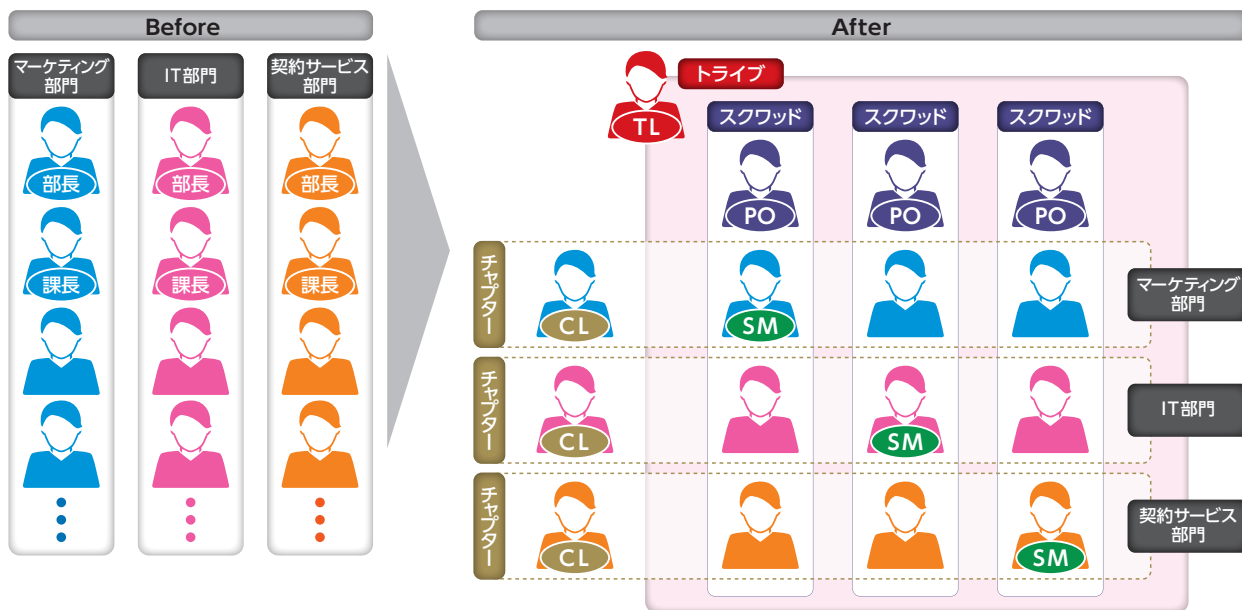 Before
マーケティング
部門
IT部門
契約サービス
部門
部長
部長
部長
課長
課長
課長
After
トライブ
TL
スクワッド
スクワッド
スクワッド
PO
PO
PO
チャプター
CL
SM
マーケティング
部門
チャプター
CL
SM
IT部門
チャプター
CL
SM
契約サービス
部門